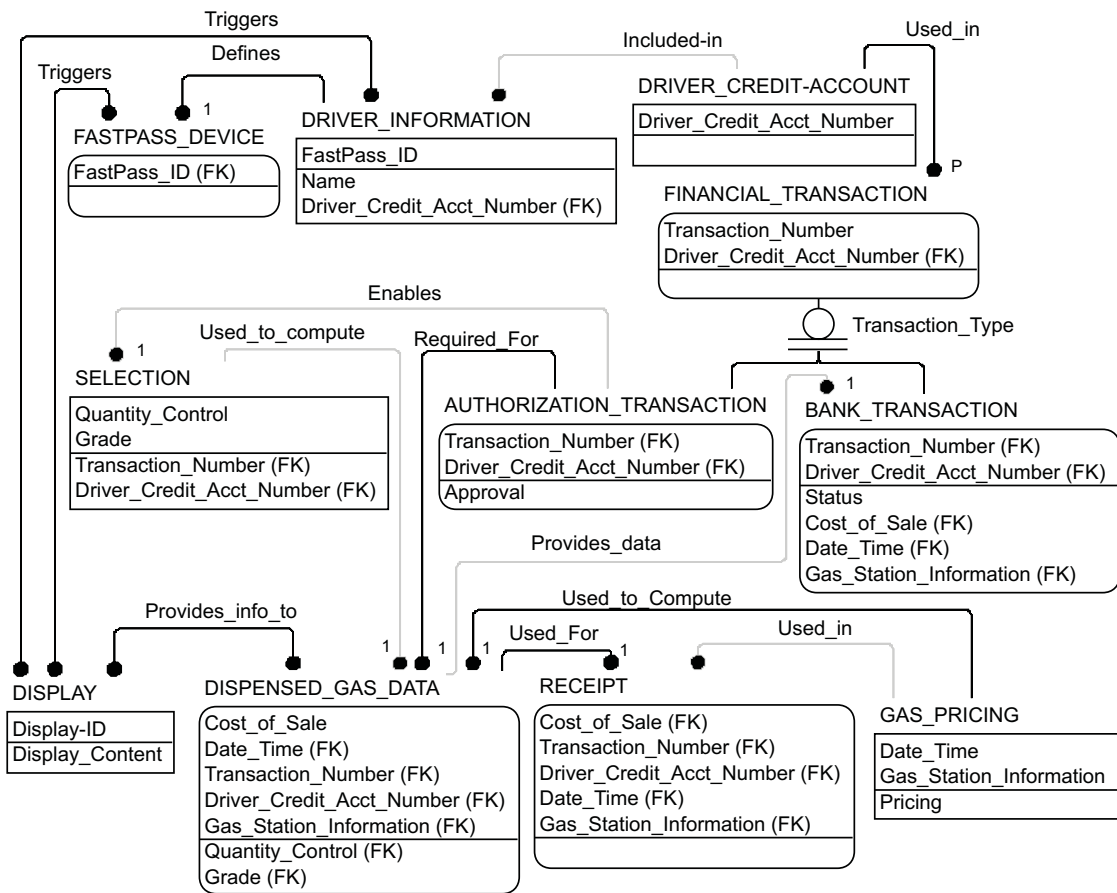 Triggers
Used_in
Included-in
Defines
Triggers
DRIVER_CREDIT-ACCOUNT
1
FASTPASS_DEVICE
DRIVER_INFORMATION
Driver_Credit_Acct_Number
FastPass_ID (FK)
FastPass_ID
Name
Driver_Credit_Acct_Number (FK)
P
FINANCIAL_TRANSACTION
Transaction_Number
Driver_Credit_Acct_Number (FK)
Enables
Used_to_compute
Required_For
Transaction_Type
1
SELECTION
Quantity_Control
Grade
Transaction_Number (FK)
Driver_Credit_Acct_Number (FK)
AUTHORIZATION_TRANSACTION
Transaction_Number (FK)
Driver_Credit_Acct_Number (FK)
Approval
1
BANK_TRANSACTION
Transaction_Number (FK)
Driver_Credit_Acct_Number (FK)
Status
Cost_of_Sale (FK)
Date_Time (FK)
Gas_Station_Information (FK)
Provides_data
Provides_info_to
Used_to_Compute
Used_For
Used_in
1
1
1
1
DISPLAY
Display-ID
Display_Content
DISPENSED_GAS_DATA
Cost_of_Sale
Date_Time (FK)
Transaction_Number (FK)
Driver_Credit_Acct_Number (FK)
Gas_Station_Information (FK)
Quantity_Control (FK)
Grade (FK)
RECEIPT
Cost_of_Sale (FK)
Transaction_Number (FK)
Driver_Credit_Acct_Number (FK)
Date_Time (FK)
Gas_Station_Information (FK)
GAS_PRICING
Date_Time
Gas_Station_Information
Pricing